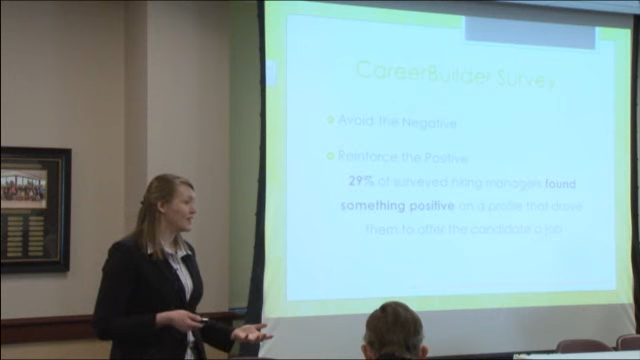 CareerBuilder Survey
Avoid the Negative
Reinforce the Positive
29% of surveyed hiring managers found
something positive on a profile that drove
them to offer the candidate a job